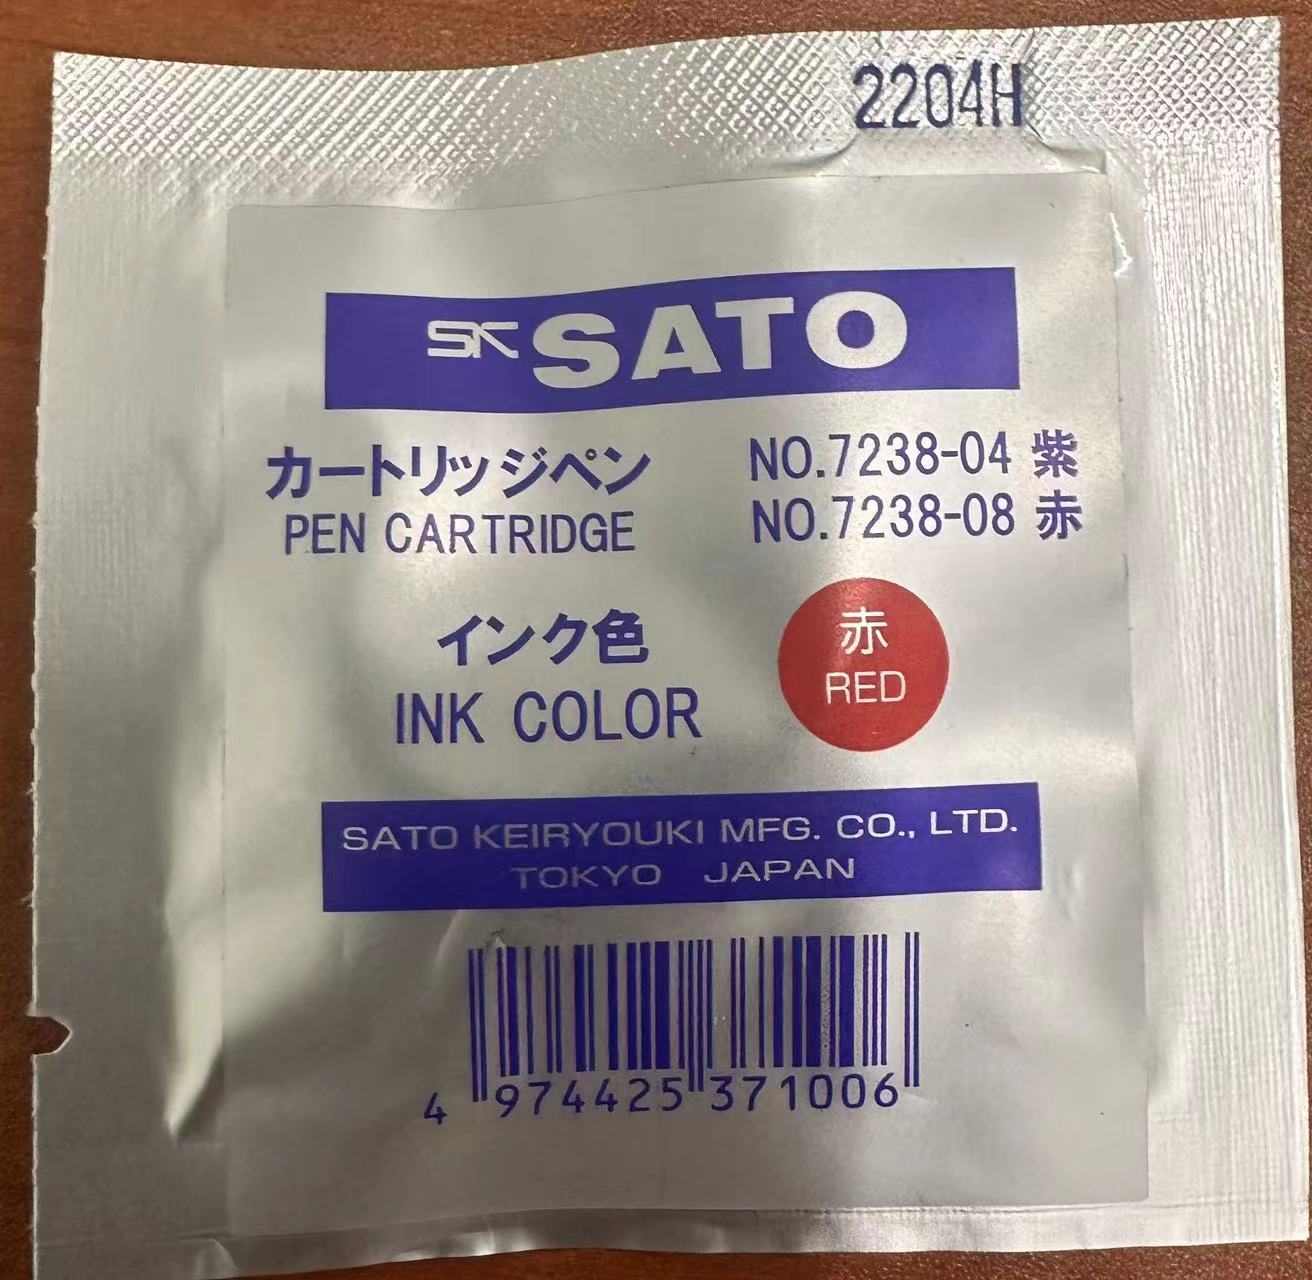 2204H
SK SATO
カートリッジペン NO.7238-04 紫
PEN CARTRIDGE NO.7238-08 赤
インク色
INK COLOR
赤
RED
SATO KEIRYOUKI MFG. CO., LTD.
TOKYO JAPAN
4 974425 371006